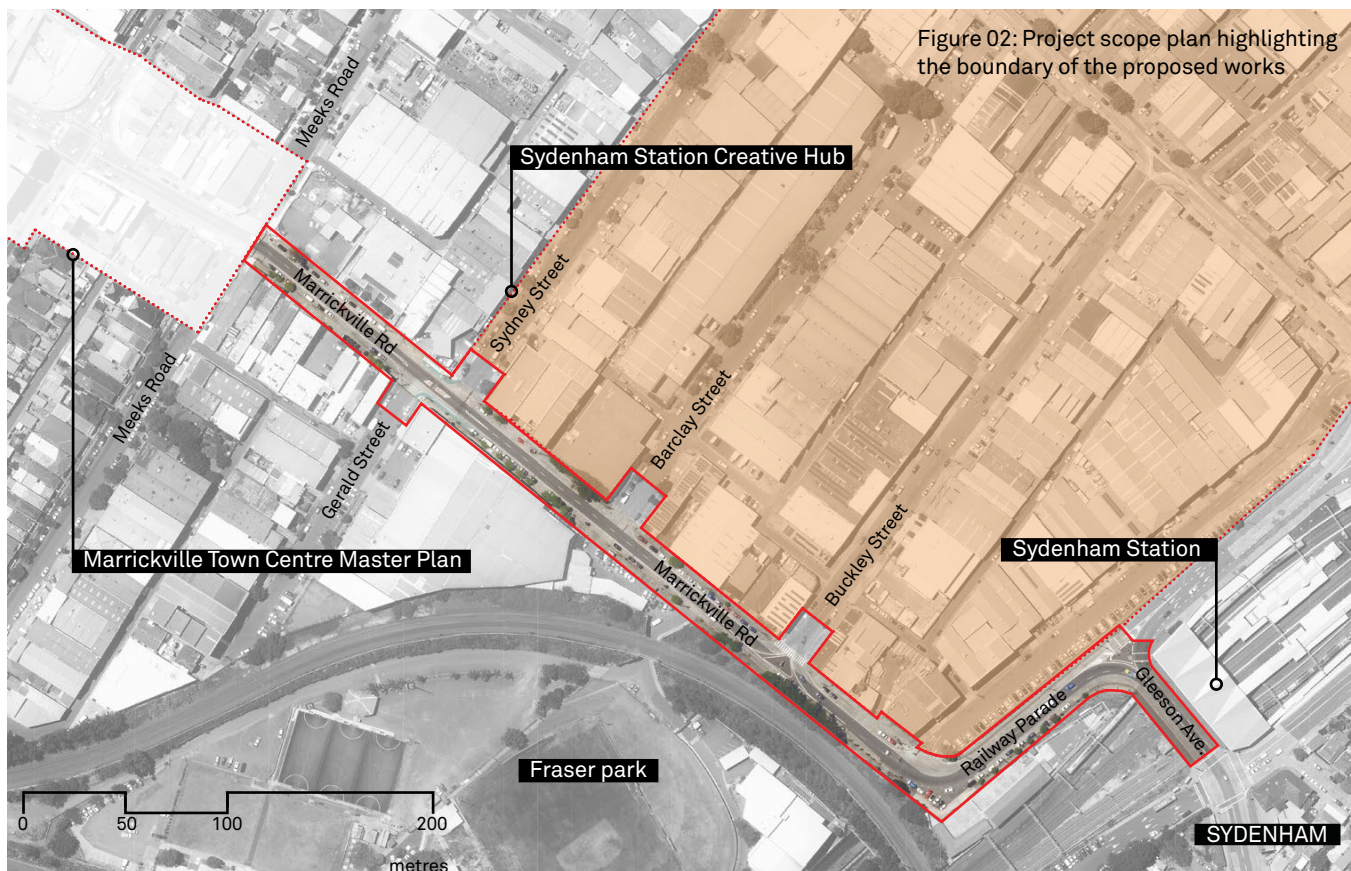 Figure 02: Project scope plan highlighting
the boundary of the proposed works
Meeks Road
Sydenham Station Creative Hub
Sydney Street
Marrickville Rd
Meeks Road
Barclay Street
Gerald Street
Buckley Street
Marrickville Town Centre Master Plan
Sydenham Station
Marrickville Rd
Gleeson Ave.
Railway Parade
Fraser park
0 50 100 200
metres
SYDENHAM